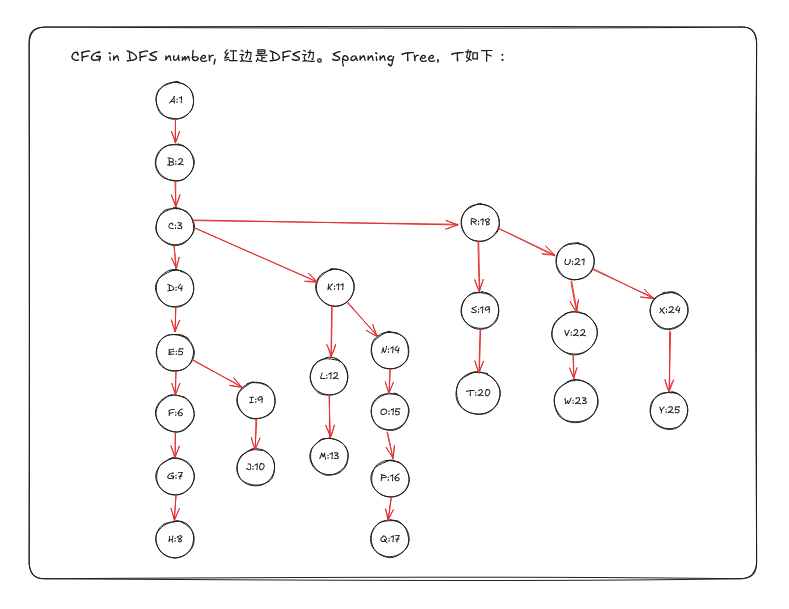 CFG in DFS number, 红边是DFS边。Spanning Tree，T如下：
A:1
B:2
C:3
R:18
U:21
D:4
K:11
S:19
X:24
V:22
E:5
N:14
L:12
T:20
I:9
W:23
F:6
O:15
Y:25
M:13
J:10
G:7
P:16
H:8
Q:17